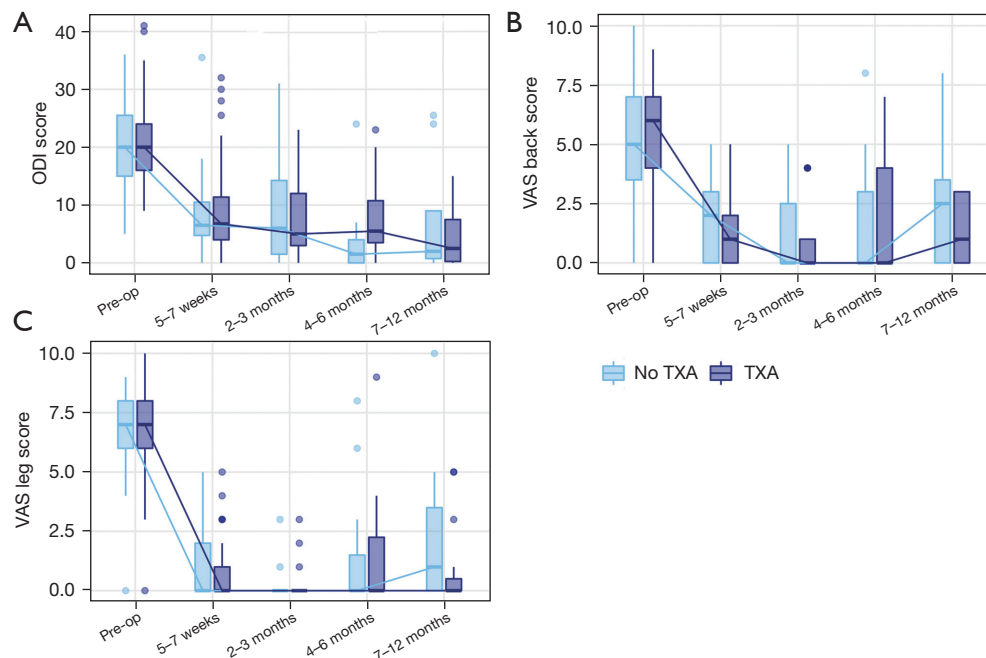 A
ODI score
40
30
20
10
0
Pre-op
5–7 weeks
2–3 months
4–6 months
7–12 months
B
VAS back score
10.0
7.5
5.0
2.5
0.0
Pre-op
5–7 weeks
2–3 months
4–6 months
7–12 months
No TXA
TXA
C
VAS leg score
10.0
7.5
5.0
2.5
0.0
Pre-op
5–7 weeks
2–3 months
4–6 months
7–12 months